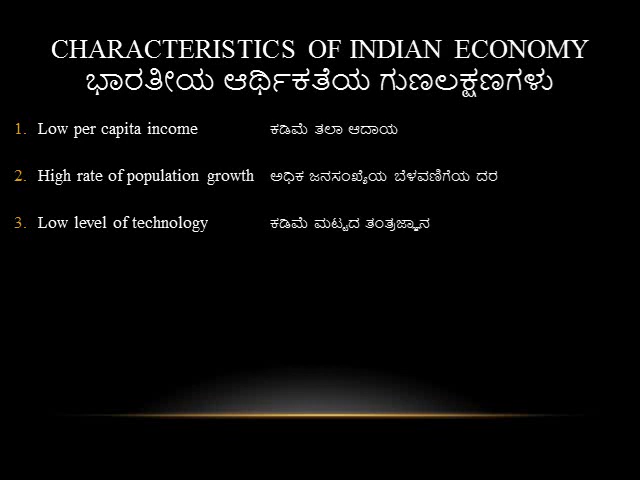 CHARACTERISTICS OF INDIAN ECONOMY
ಭಾರತೀಯ ಆರ್ಥಿಕತೆಯ ಗುಣಲಕ್ಷಣಗಳು
1. Low per capita income ಕಡಿಮೆ ತಲಾ ಆದಾಯ
2. High rate of population growth ಅಧಿಕ ಜನಸಂಖ್ಯೆಯ ಬೆಳವಣಿಗೆಯ ದರ
3. Low level of technology ಕಡಿಮೆ ಮಟ್ಟದ ತಂತ್ರಜ್ಞಾನ